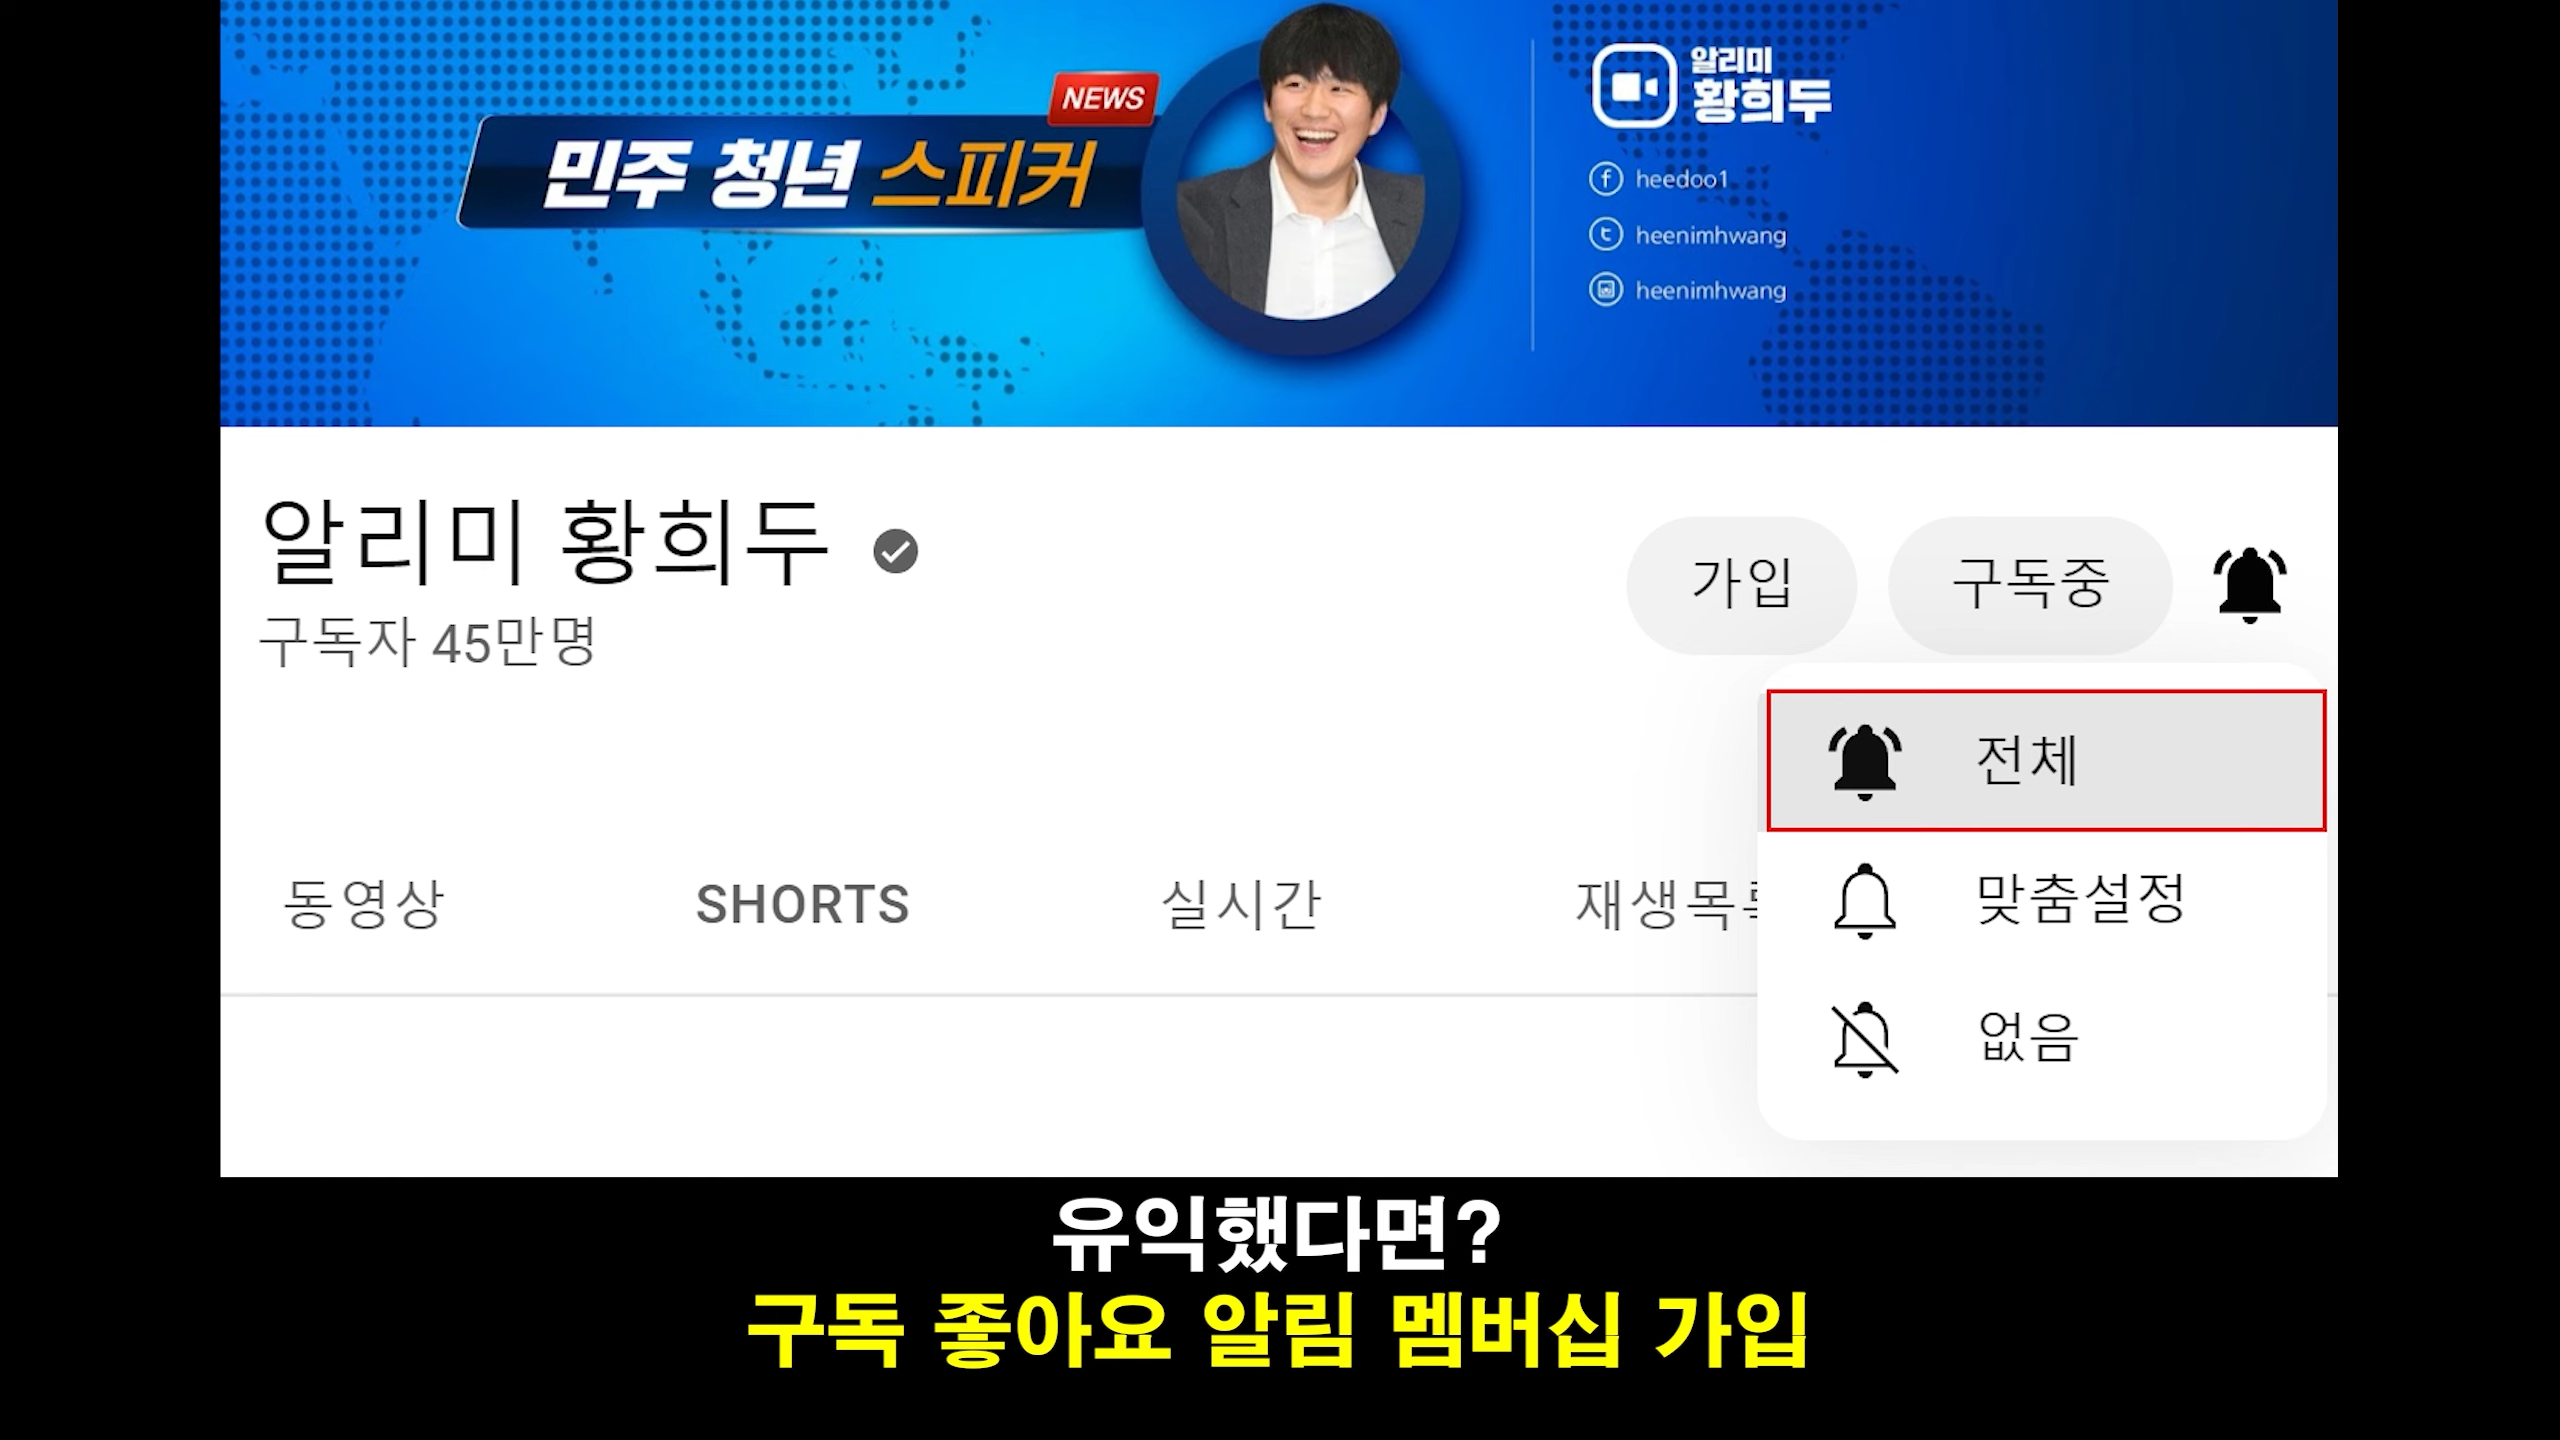 NEWS
민주 청년 스피커
알리미
황희두
heedoo1
heenimhwang
heenimhwang
알리미 황희두
구독자 45만명
가입
구독중
전체
맞춤설정
없음
동영상
SHORTS
실시간
재생목
유익했다면?
구독 좋아요 알림 멤버십 가입